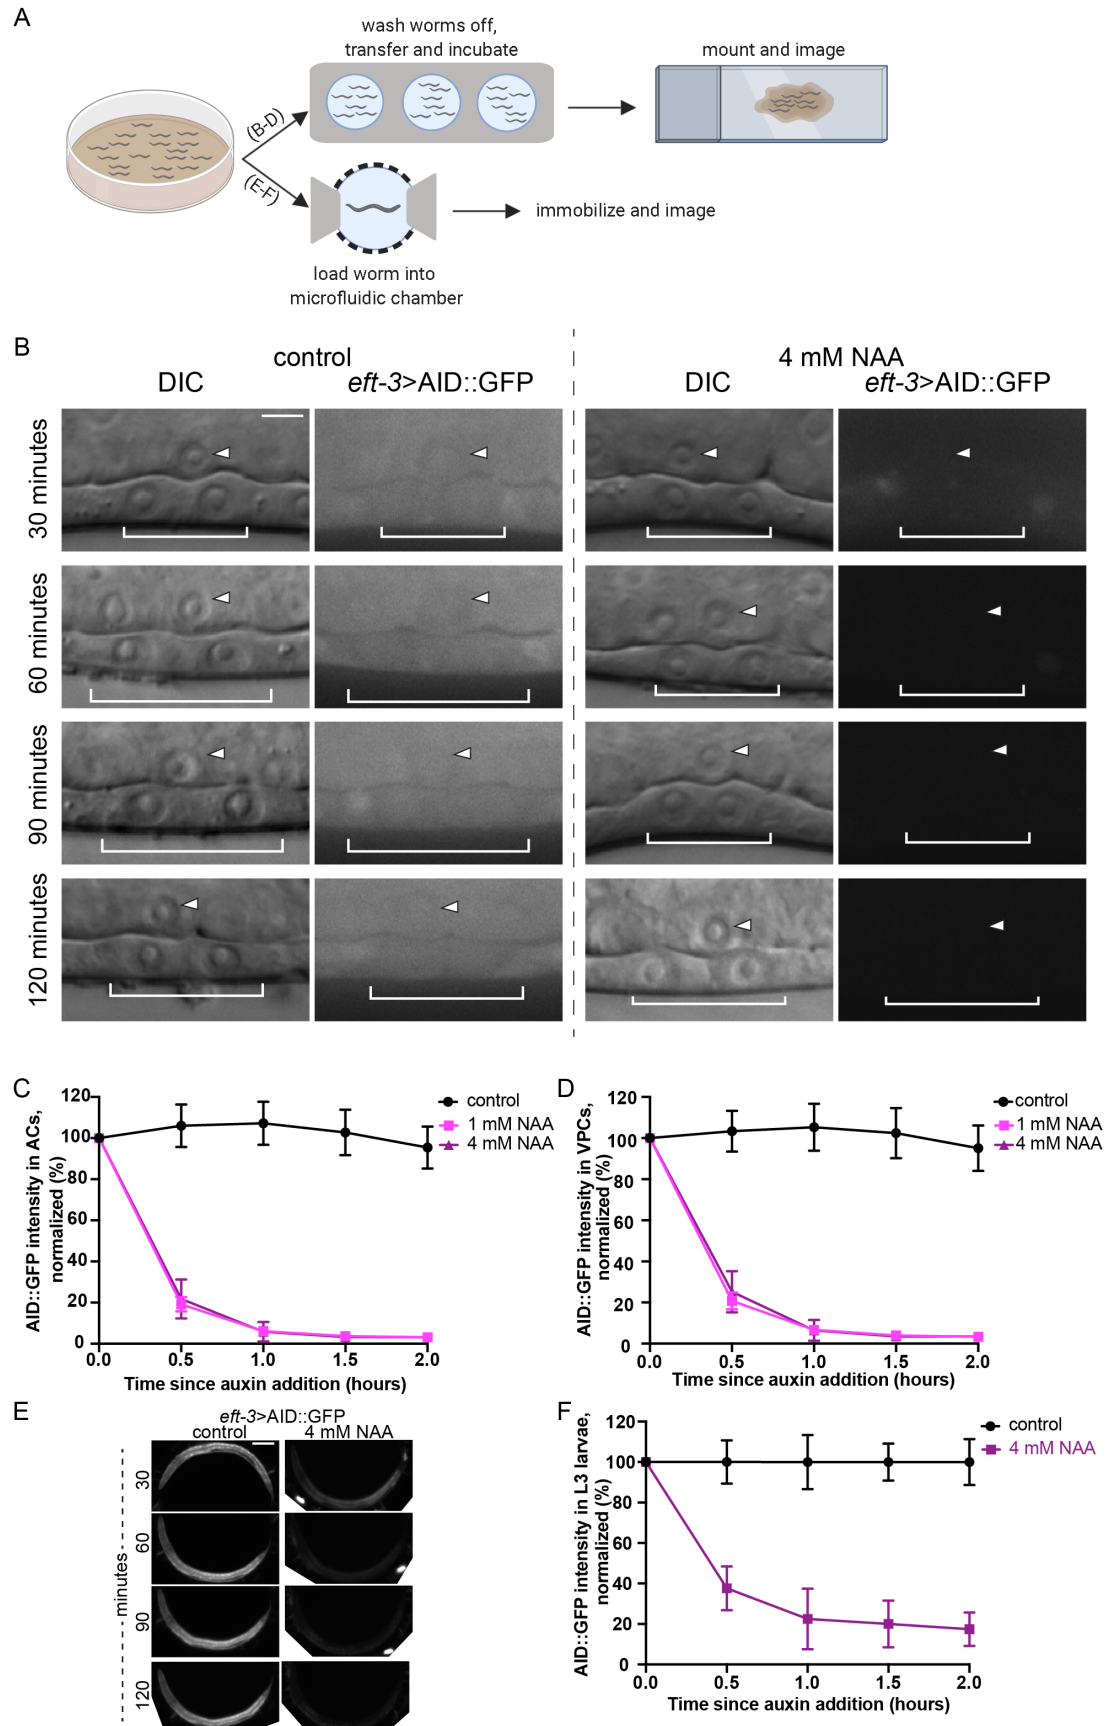 A
wash worms off,
transfer and incubate
mount and image
(B-D)
(E-F)
immobilize and image
load worm into
microfluidic chamber
B
control
4 mM NAA
DIC
eft-3>AID::GFP
DIC
eft-3>AID::GFP
30 minutes
60 minutes
90 minutes
120 minutes
C
AID::GFP intensity in ACs,
normalized (%)
120
100
80
60
40
20
0
0.0
0.5
1.0
1.5
2.0
Time since auxin addition (hours)
control
1 mM NAA
4 mM NAA
D
AID::GFP intensity in VPCs,
normalized (%)
120
100
80
60
40
20
0
0.0
0.5
1.0
1.5
2.0
Time since auxin addition (hours)
control
1 mM NAA
4 mM NAA
E
eft-3>AID::GFP
control
4 mM NAA
minutes
30
60
90
120
F
AID::GFP intensity in L3 larvae,
normalized (%)
120
100
80
60
40
20
0
0.0
0.5
1.0
1.5
2.0
Time since auxin addition (hours)
control
4 mM NAA